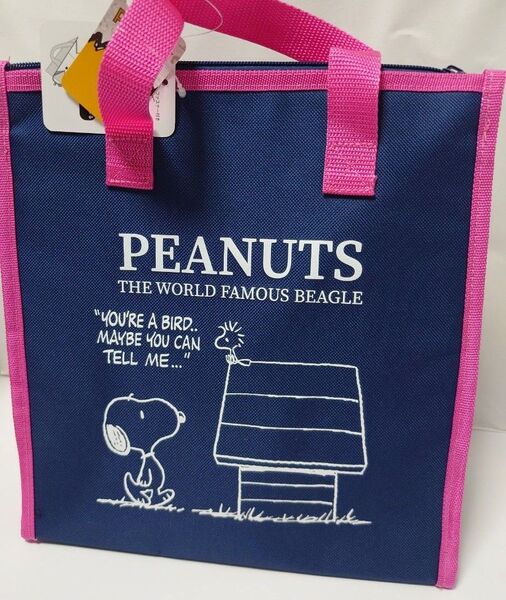 PEANUTS
THE WORLD FAMOUS BEAGLE
"YOU'RE A BIRD..
MAYBE YOU CAN
TELL ME..."